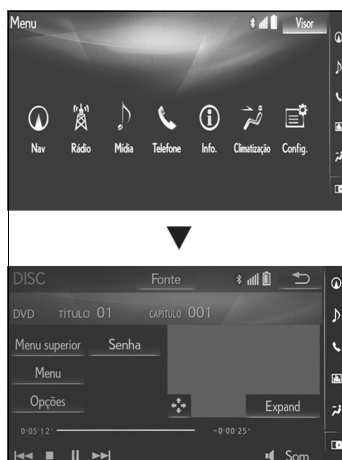 Menu Visor
Nav Rádio Mídia Telefone Info. Climatização Config.
DISC Fonte
DVD TÍTULO 01 CAPÍTULO 001
Menu superior Senha
Menu
Opções Expand
0:05'12" -0:00'25"
Som